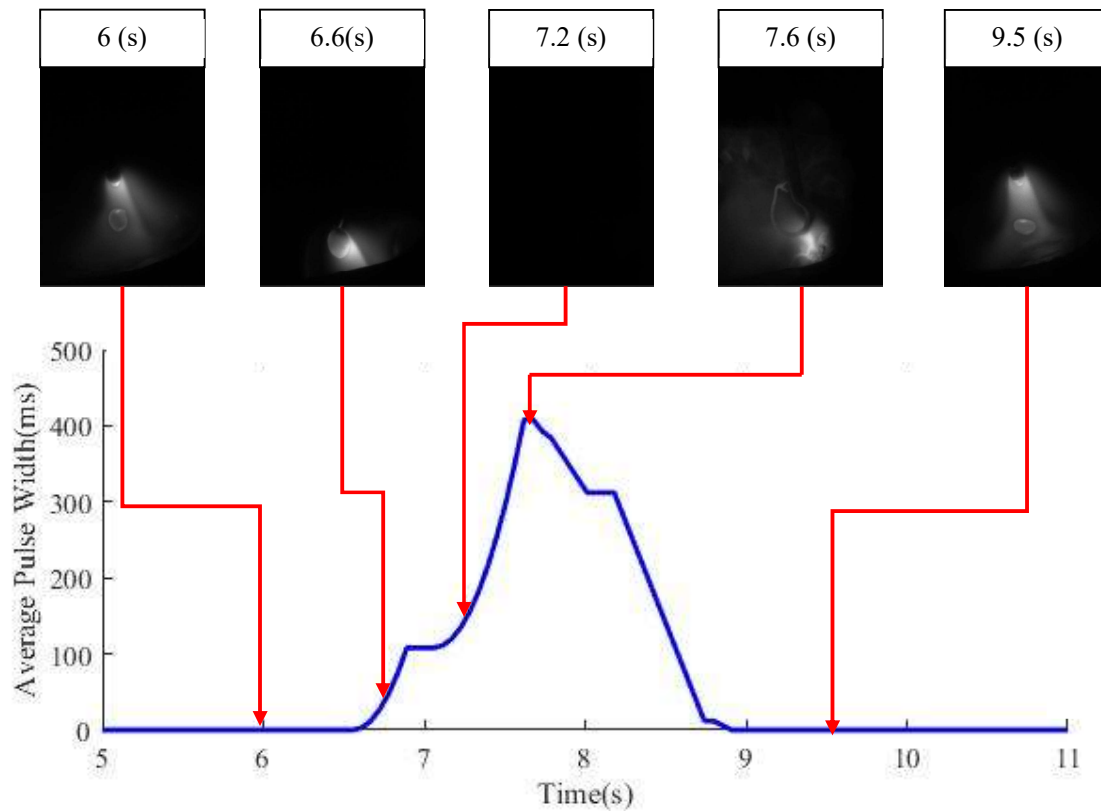 6 (s)
6.6(s)
7.2 (s)
7.6 (s)
9.5 (s)
500
400
300
200
100
0
Average Pulse Width(ms)
5 6 7 8 9 10 11
Time(s)